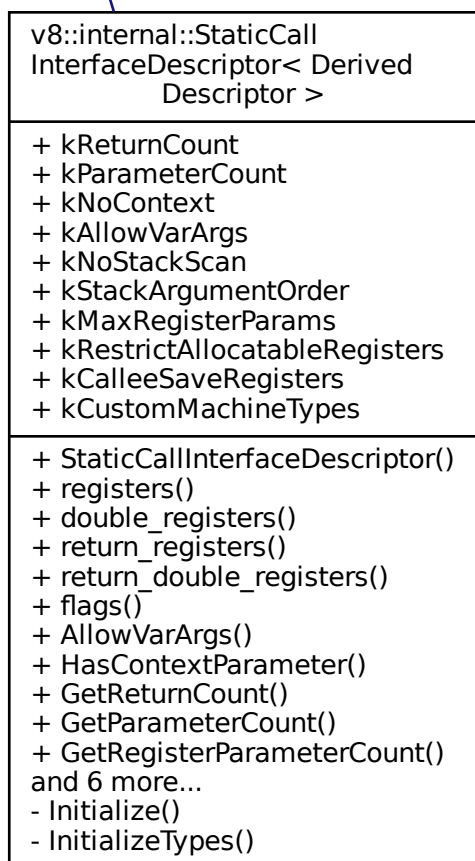 v8::internal::StaticCall
InterfaceDescriptor< Derived
Descriptor >
+ kReturnCount
+ kParameterCount
+ kNoContext
+ kAllowVarArgs
+ kNoStackScan
+ kStackArgumentOrder
+ kMaxRegisterParams
+ kRestrictAllocatableRegisters
+ kCalleeSaveRegisters
+ kCustomMachineTypes
+ StaticCallInterfaceDescriptor()
+ registers()
+ double_registers()
+ return_registers()
+ return_double_registers()
+ flags()
+ AllowVarArgs()
+ HasContextParameter()
+ GetReturnCount()
+ GetParameterCount()
+ GetRegisterParameterCount()
and 6 more...
- Initialize()
- InitializeTypes()